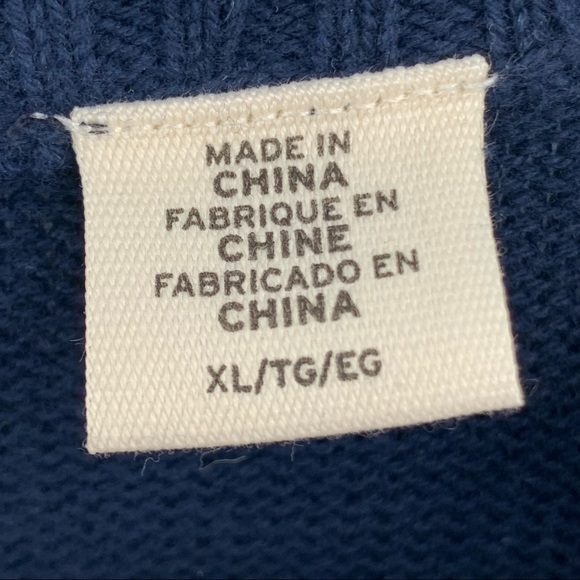 MADE IN
CHINA
FABRIQUE EN
CHINE
FABRICADO EN
CHINA
XL/TG/EG